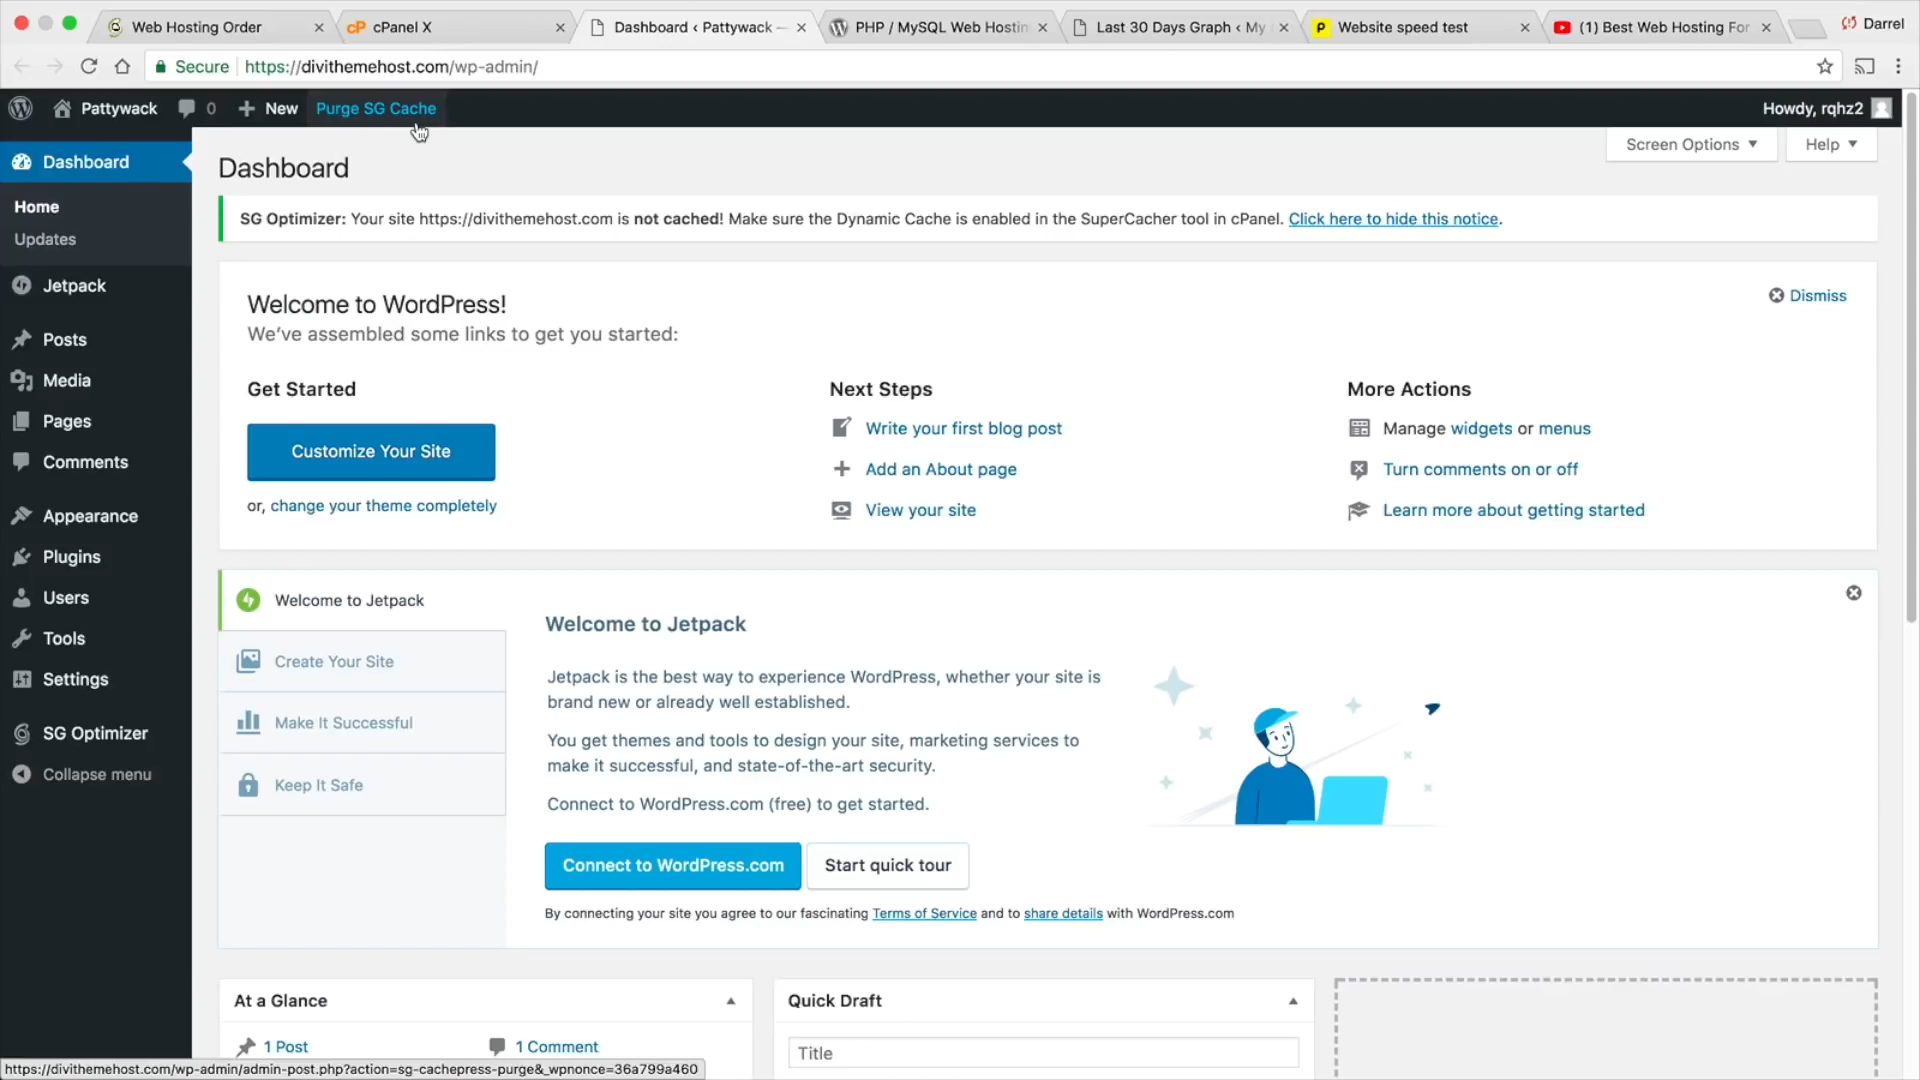 Web Hosting Order
cPanel X
Dashboard ‹ Pattywack —
PHP / MySQL Web Hostin
Last 30 Days Graph ‹ My
Website speed test
(1) Best Web Hosting For
Darrel
Secure
https://divithemehost.com/wp-admin/
Pattywack
0
New
Purge SG Cache
Howdy, rqhz2
Screen Options
Help
Dashboard
Home
Updates
Jetpack
Posts
Media
Pages
Comments
Appearance
Plugins
Users
Tools
Settings
SG Optimizer
Collapse menu
Dashboard
SG Optimizer: Your site https://divithemehost.com is not cached! Make sure the Dynamic Cache is enabled in the SuperCacher tool in cPanel. Click here to hide this notice.
Welcome to WordPress!
Dismiss
We’ve assembled some links to get you started:
Get Started
Customize Your Site
or, change your theme completely
Next Steps
Write your first blog post
Add an About page
View your site
More Actions
Manage widgets or menus
Turn comments on or off
Learn more about getting started
Welcome to Jetpack
Create Your Site
Make It Successful
Keep It Safe
Welcome to Jetpack
Jetpack is the best way to experience WordPress, whether your site is
brand new or already well established.
You get themes and tools to design your site, marketing services to
make it successful, and state-of-the-art security.
Connect to WordPress.com (free) to get started.
Connect to WordPress.com
Start quick tour
By connecting your site you agree to our fascinating Terms of Service and to share details with WordPress.com
At a Glance
1 Post
1 Comment
Quick Draft
Title
https://divithemehost.com/wp-admin/admin-post.php?action=sg-cachepress-purge&_wpnonce=36a799a460